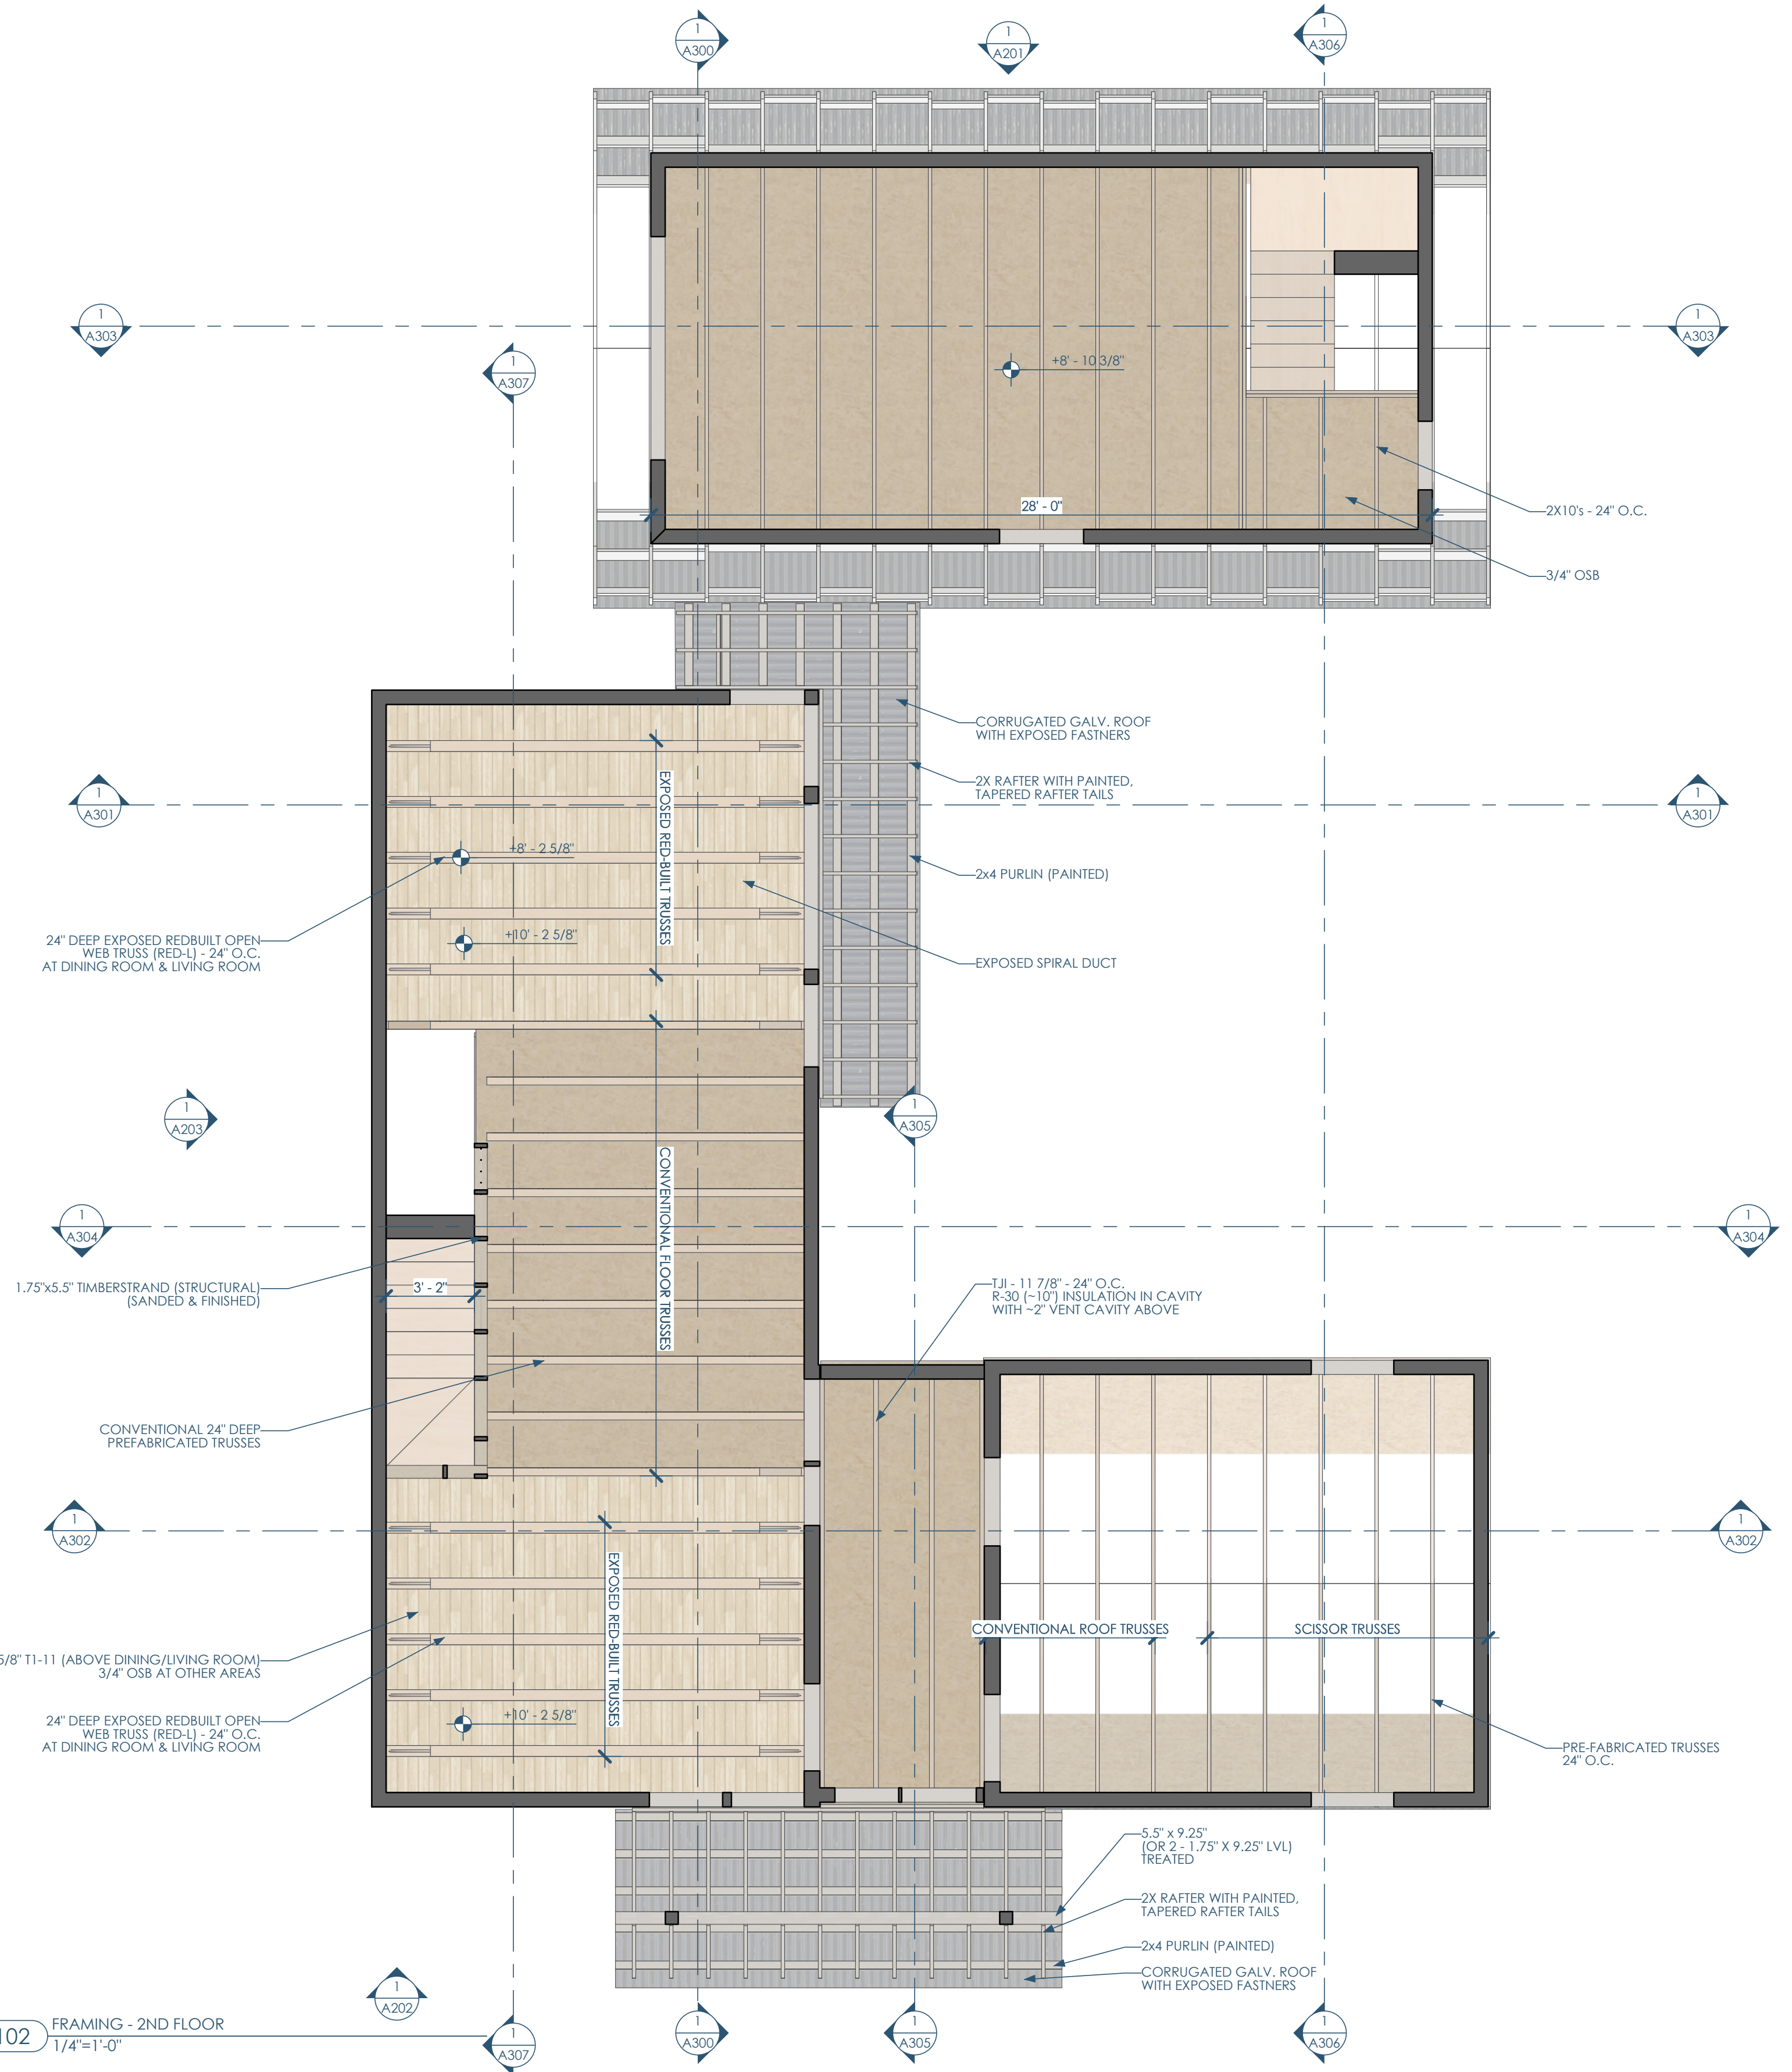 1
A300
1
A201
1
A306
1
A303
1
A303
1
A307
+8' - 10 3/8"
28' - 0"
2X10's - 24" O.C.
3/4" OSB
CORRUGATED GALV. ROOF
WITH EXPOSED FASTNERS
2X RAFTER WITH PAINTED,
TAPERED RAFTER TAILS
1
A301
1
A301
EXPOSED RED-BUILT TRUSSES
+8' - 2 5/8"
2x4 PURLIN (PAINTED)
24" DEEP EXPOSED REDBUILT OPEN
WEB TRUSS (RED-L) - 24" O.C.
AT DINING ROOM & LIVING ROOM
+10' - 2 5/8"
EXPOSED SPIRAL DUCT
1
A203
1
A305
CONVENTIONAL FLOOR TRUSSES
1
A304
1
A304
1.75"x5.5" TIMBERSTRAND (STRUCTURAL)
(SANDED & FINISHED)
3' - 2"
TJI - 11 7/8" - 24" O.C.
R-30 (~10") INSULATION IN CAVITY
WITH ~2" VENT CAVITY ABOVE
CONVENTIONAL 24" DEEP
PREFABRICATED TRUSSES
1
A302
1
A302
EXPOSED RED-BUILT TRUSSES
CONVENTIONAL ROOF TRUSSES
SCISSOR TRUSSES
5/8" T1-11 (ABOVE DINING/LIVING ROOM)
3/4" OSB AT OTHER AREAS
24" DEEP EXPOSED REDBUILT OPEN
WEB TRUSS (RED-L) - 24" O.C.
AT DINING ROOM & LIVING ROOM
+10' - 2 5/8"
PRE-FABRICATED TRUSSES
24" O.C.
5.5" x 9.25"
(OR 2 - 1.75" X 9.25" LVL)
TREATED
2X RAFTER WITH PAINTED,
TAPERED RAFTER TAILS
2x4 PURLIN (PAINTED)
CORRUGATED GALV. ROOF
WITH EXPOSED FASTNERS
1
A202
102
FRAMING - 2ND FLOOR
1/4"=1'-0"
1
A307
1
A300
1
A305
1
A306